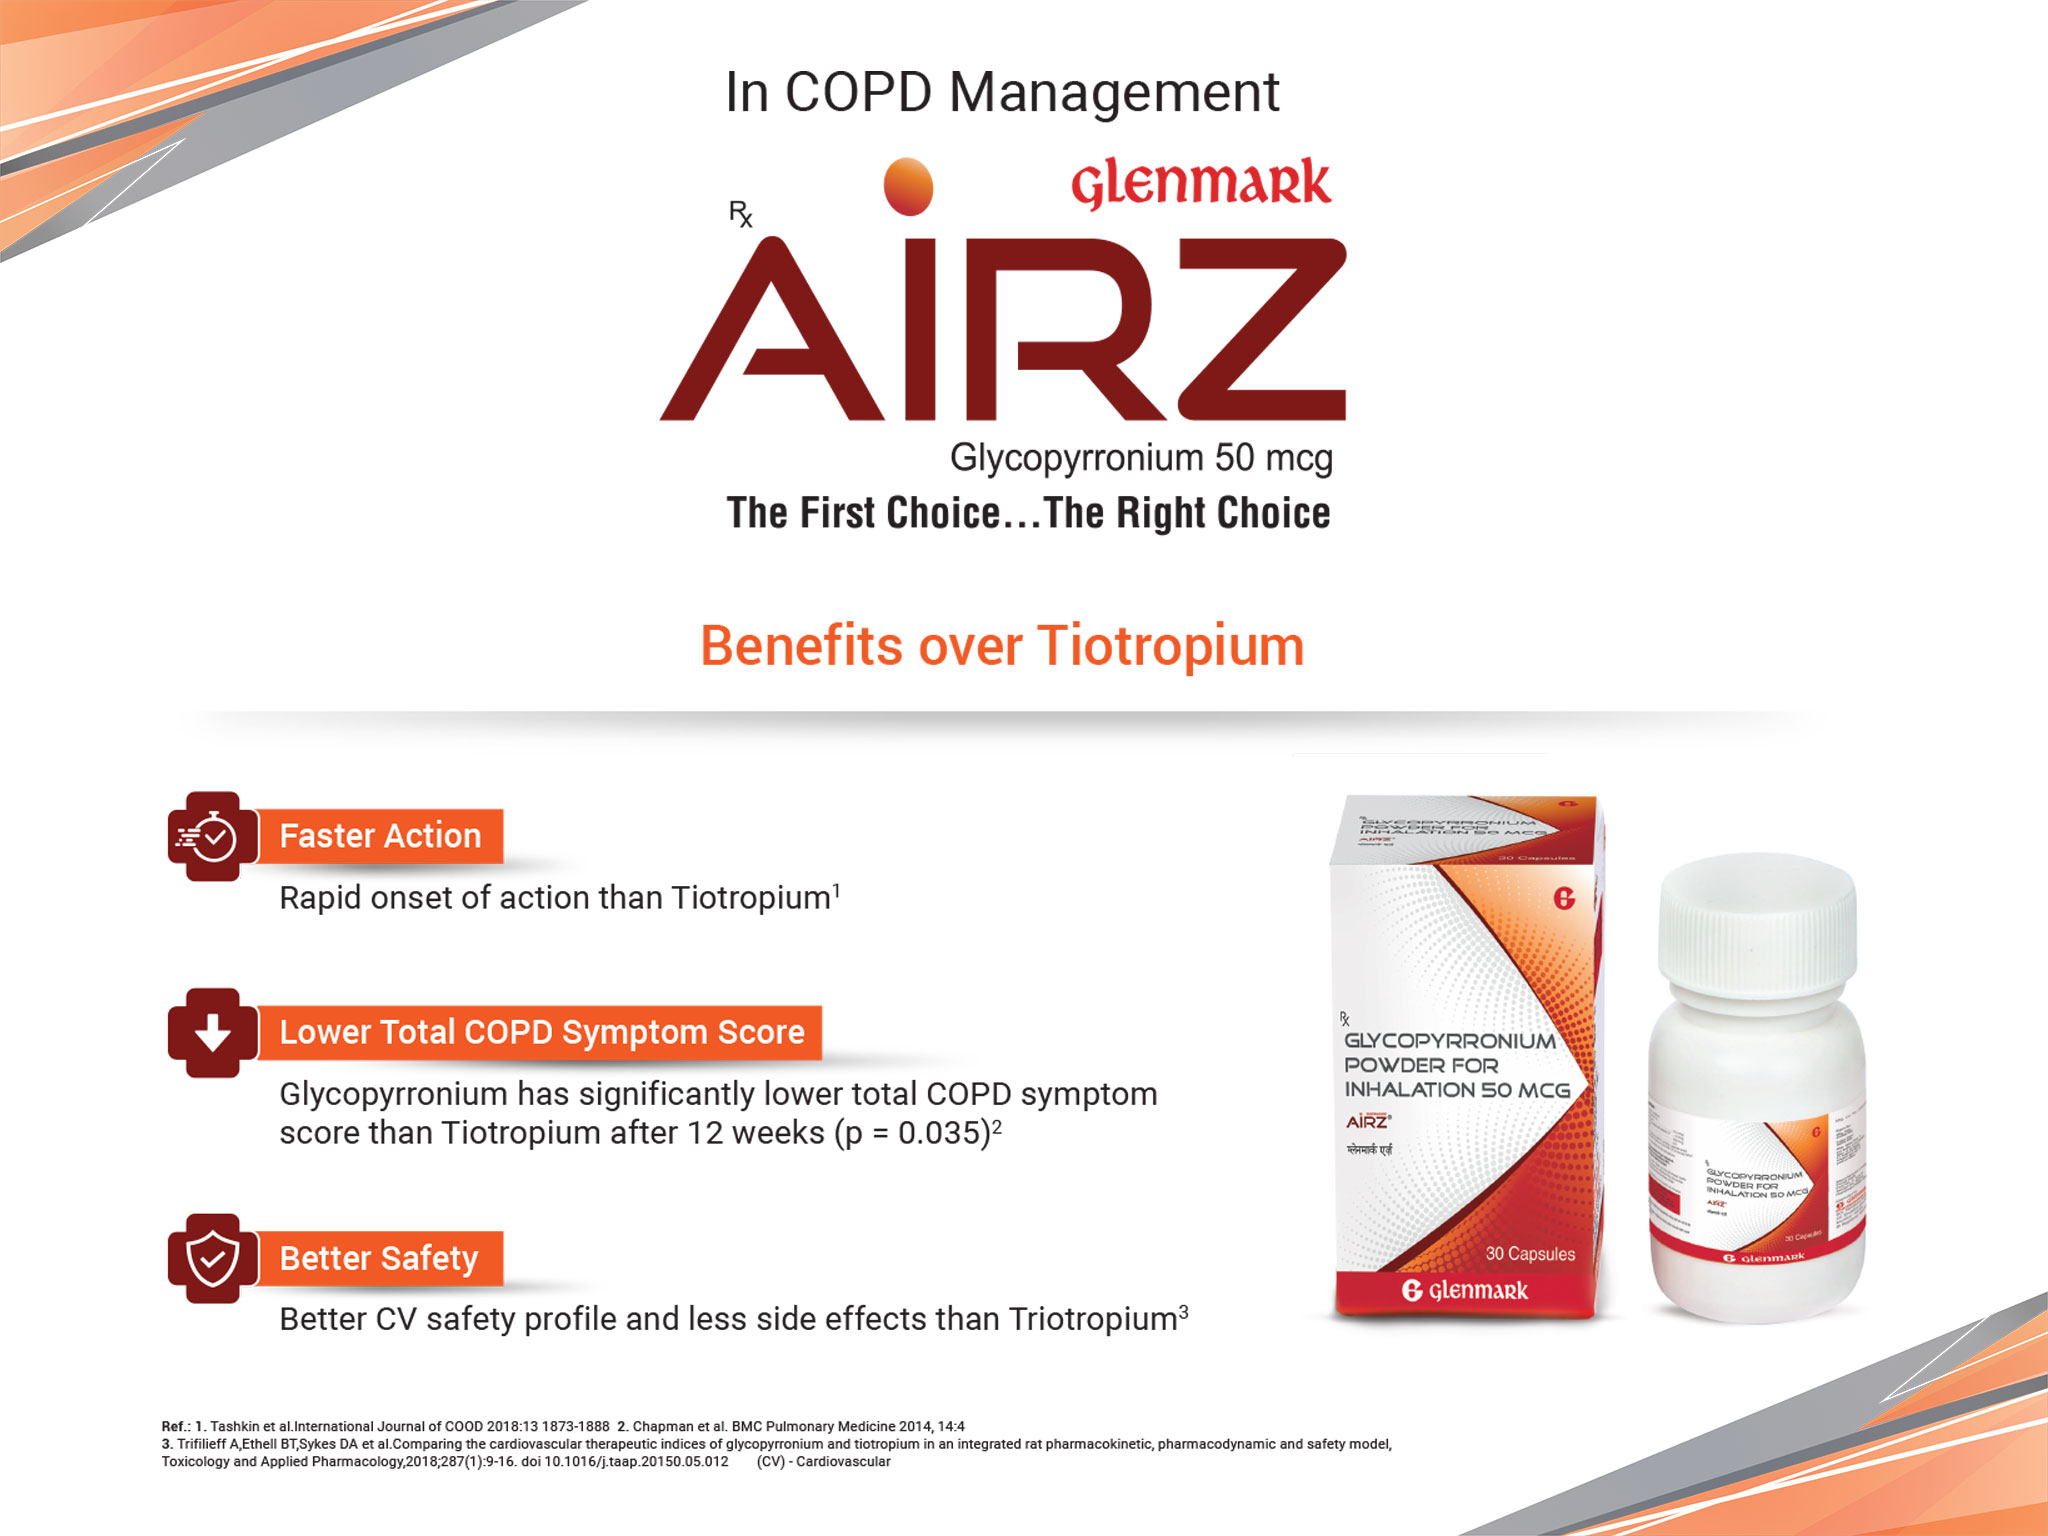 In COPD Management
glenmark
Rx
AIRZ
Glycopyrronium 50 mcg
The First Choice...The Right Choice
Benefits over Tiotropium
Faster Action
Rapid onset of action than Tiotropium1
Lower Total COPD Symptom Score
Glycopyrronium has significantly lower total COPD symptom
score than Tiotropium after 12 weeks (p = 0.035)2
Better Safety
Better CV safety profile and less side effects than Triotropium3
GLYCOPYRRONIUM
POWDER FOR
INHALATION 50 MCG
AIRZ
30 Capsules
Rx
GLYCOPYRRONIUM
POWDER FOR
INHALATION 50 MCG
AIRZ®
ग्लेनमार्क एर्ज़
30 Capsules
glenmark
GLYCOPYRRONIUM
POWDER FOR
INHALATION 50 MCG
AIRZ
30 Capsules
glenmark
Ref.: 1. Tashkin et al.International Journal of COOD 2018:13 1873-1888 2. Chapman et al. BMC Pulmonary Medicine 2014, 14:4
3. Trifilieff A,Ethell BT,Sykes DA et al.Comparing the cardiovascular therapeutic indices of glycopyrronium and tiotropium in an integrated rat pharmacokinetic, pharmacodynamic and safety model,
Toxicology and Applied Pharmacology,2018;287(1):9-16. doi 10.1016/j.taap.20150.05.012 (CV) - Cardiovascular